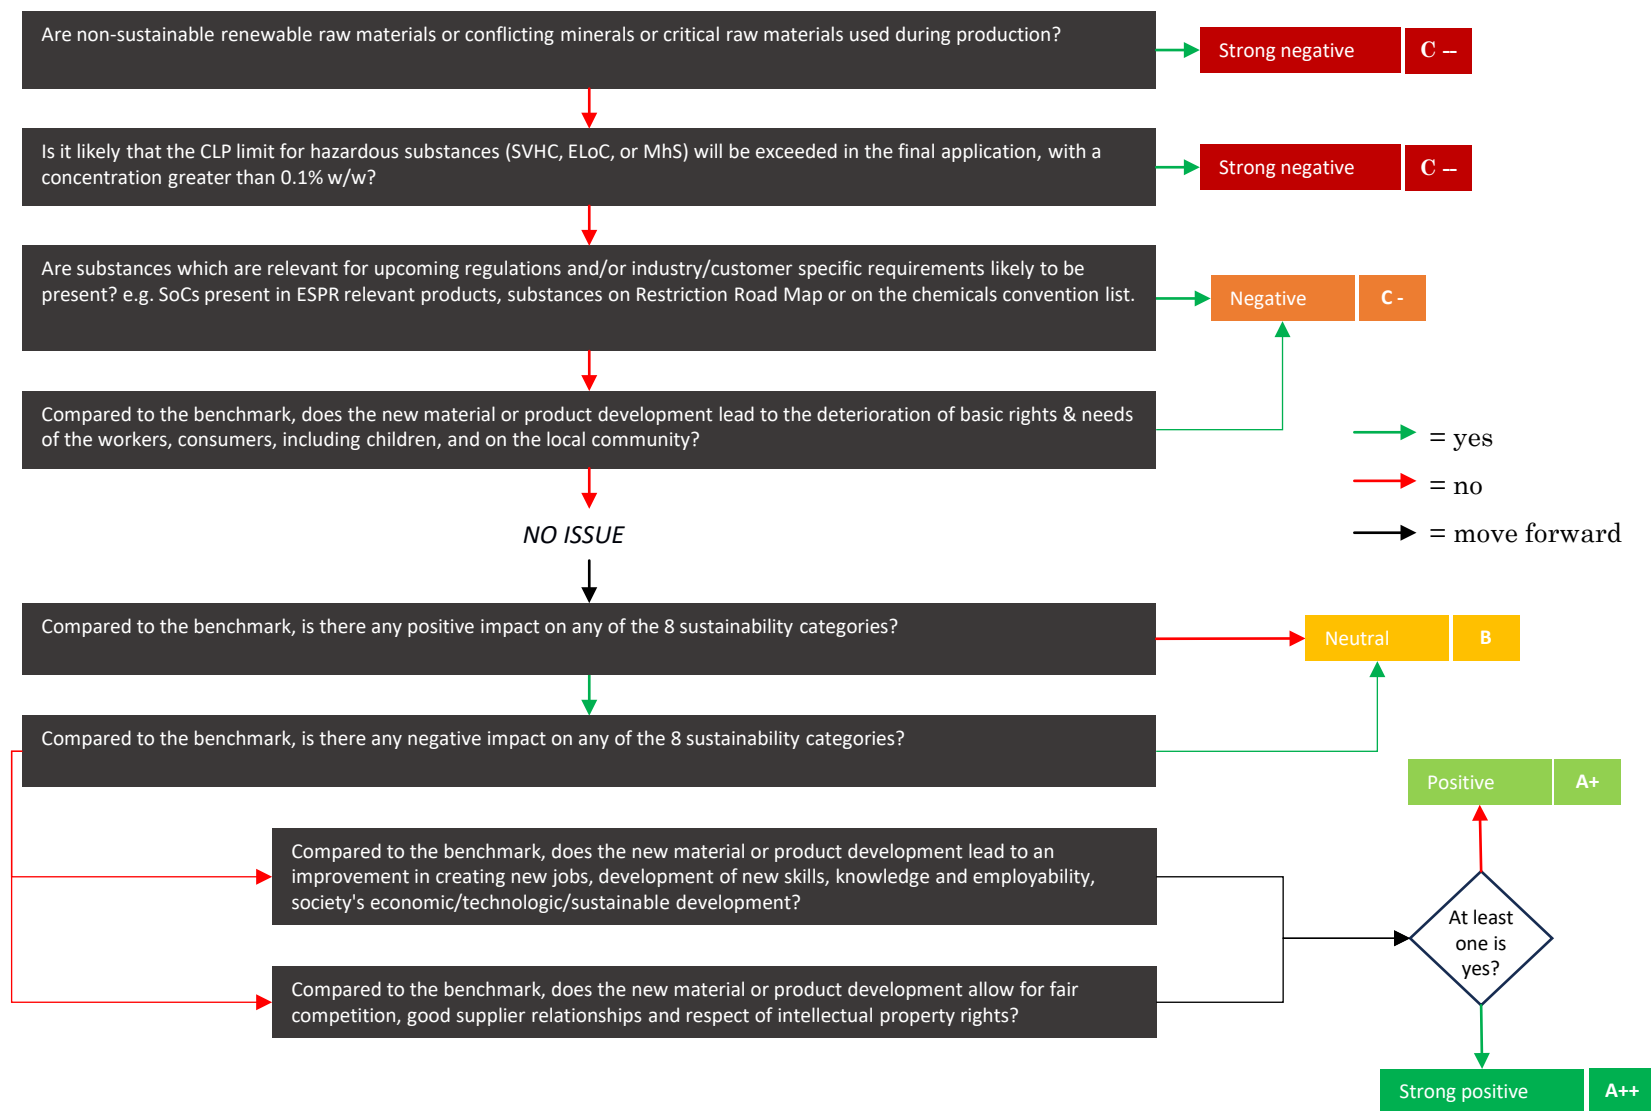 Are non-sustainable renewable raw materials or conflicting minerals or critical raw materials used during production?
Strong negative
C --
Is it likely that the CLP limit for hazardous substances (SVHC, ELoC, or MhS) will be exceeded in the final application, with a
concentration greater than 0.1% w/w?
Strong negative
C --
Are substances which are relevant for upcoming regulations and/or industry/customer specific requirements likely to be
present? e.g. SoCs present in ESPR relevant products, substances on Restriction Road Map or on the chemicals convention list.
Negative
C -
Compared to the benchmark, does the new material or product development lead to the deterioration of basic rights & needs
of the workers, consumers, including children, and on the local community?
= yes
= no
= move forward
NO ISSUE
Compared to the benchmark, is there any positive impact on any of the 8 sustainability categories?
Neutral
B
Compared to the benchmark, is there any negative impact on any of the 8 sustainability categories?
Positive
A+
Compared to the benchmark, does the new material or product development lead to an
improvement in creating new jobs, development of new skills, knowledge and employability,
society's economic/technologic/sustainable development?
At least
one is
yes?
Compared to the benchmark, does the new material or product development allow for fair
competition, good supplier relationships and respect of intellectual property rights?
Strong positive
A++